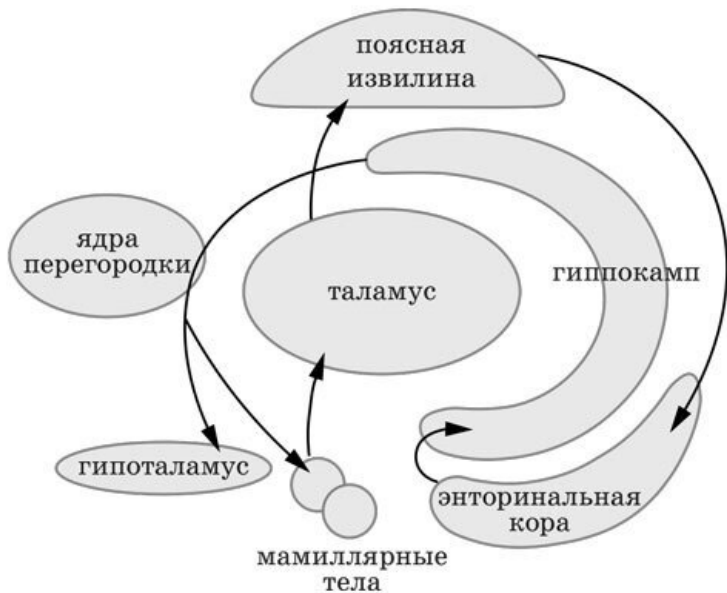 поясная
извилина
ядра
перегородки
таламус
гиппокамп
гипоталамус
энторинальная
кора
мамиллярные
тела